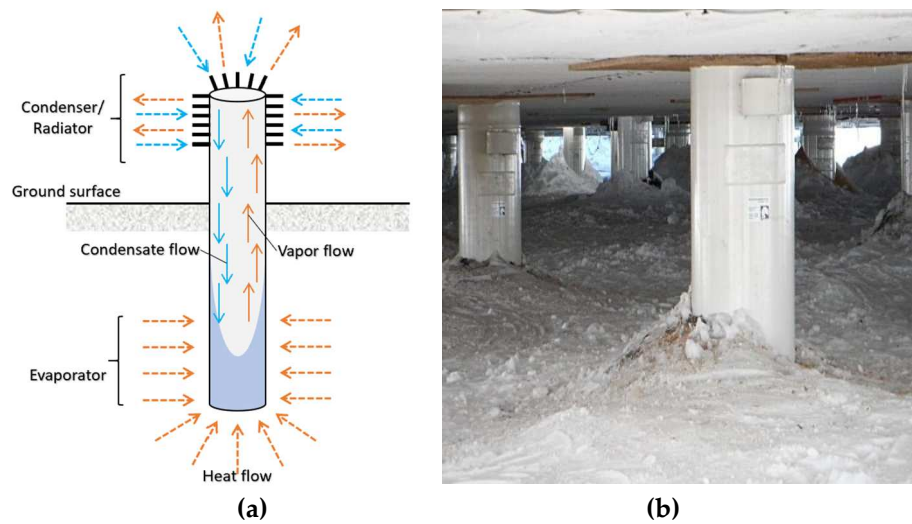 Condenser/
Radiator
Ground surface
Condensate flow
Vapor flow
Evaporator
Heat flow
(a)
(b)